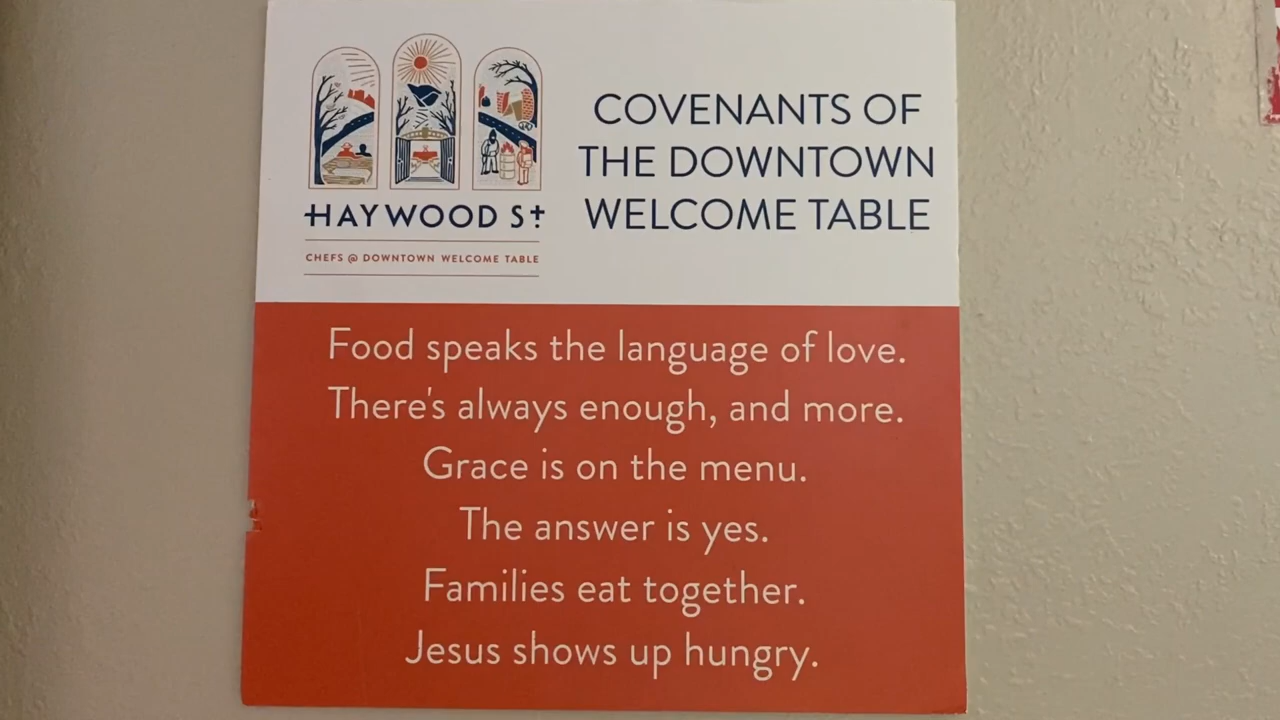 HAYWOOD ST
CHEFS @ DOWNTOWN WELCOME TABLE
COVENANTS OF
THE DOWNTOWN
WELCOME TABLE
Food speaks the language of love.
There's always enough, and more.
Grace is on the menu.
The answer is yes.
Families eat together.
Jesus shows up hungry.